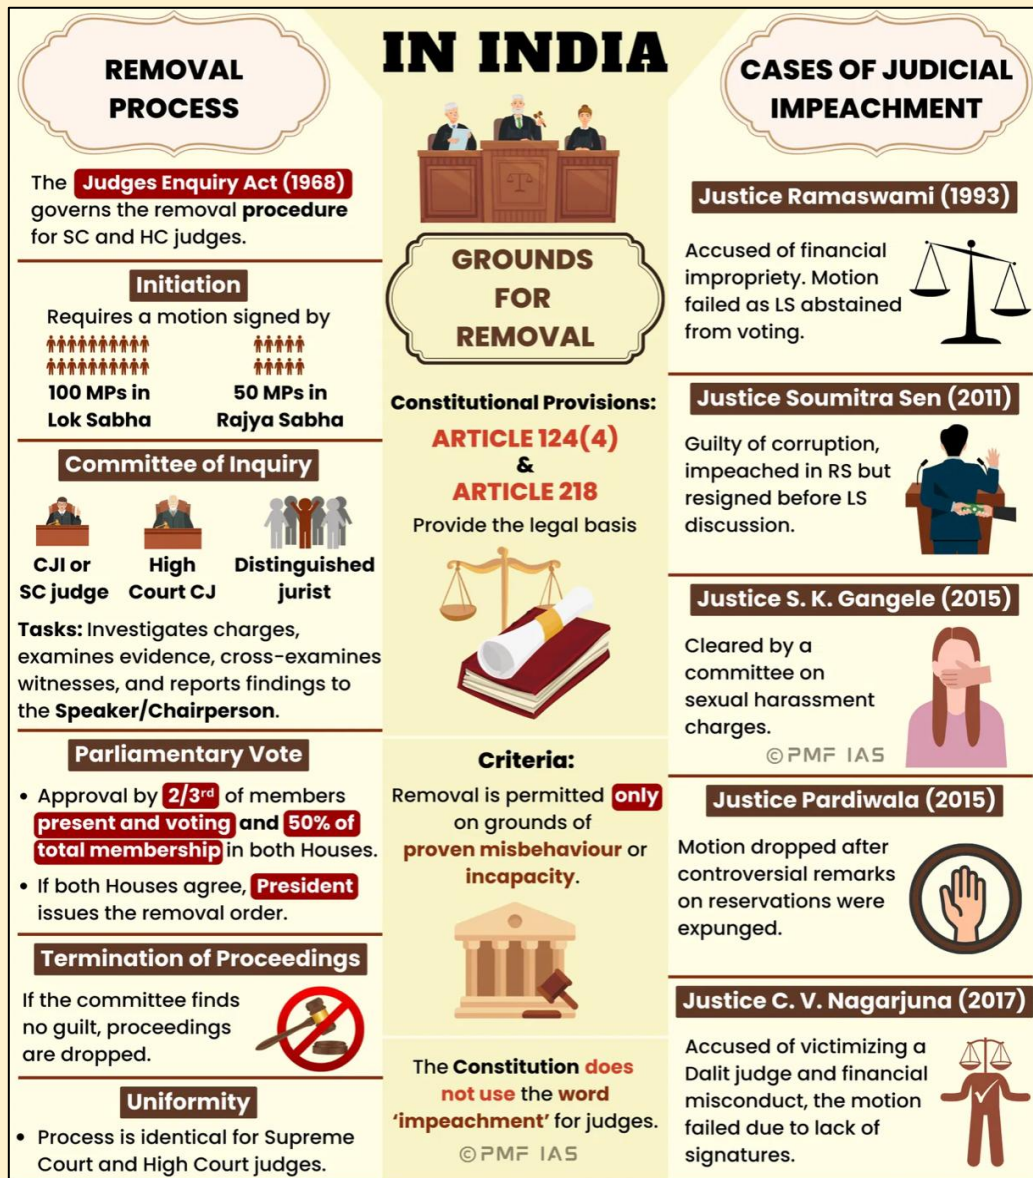 IN INDIA
REMOVAL
PROCESS
The Judges Enquiry Act (1968)
governs the removal procedure
for SC and HC judges.
Initiation
Requires a motion signed by
100 MPs in
Lok Sabha
50 MPs in
Rajya Sabha
Committee of Inquiry
CJI or
SC judge
High
Court CJ
Distinguished
jurist
Tasks: Investigates charges,
examines evidence, cross-examines
witnesses, and reports findings to
the Speaker/Chairperson.
Parliamentary Vote
• Approval by 2/3rd of members
present and voting and 50% of
total membership in both Houses.
• If both Houses agree, President
issues the removal order.
Termination of Proceedings
If the committee finds
no guilt, proceedings
are dropped.
Uniformity
• Process is identical for Supreme
Court and High Court judges.
GROUNDS
FOR
REMOVAL
Constitutional Provisions:
ARTICLE 124(4)
&
ARTICLE 218
Provide the legal basis
Criteria:
Removal is permitted only
on grounds of
proven misbehaviour or
incapacity.
The Constitution does
not use the word
‘impeachment’ for judges.
© PMF IAS
CASES OF JUDICIAL
IMPEACHMENT
Justice Ramaswami (1993)
Accused of financial
impropriety. Motion
failed as LS abstained
from voting.
Justice Soumitra Sen (2011)
Guilty of corruption,
impeached in RS but
resigned before LS
discussion.
Justice S. K. Gangele (2015)
Cleared by a
committee on
sexual harassment
charges.
© PMF IAS
Justice Pardiwala (2015)
Motion dropped after
controversial remarks
on reservations were
expunged.
Justice C. V. Nagarjuna (2017)
Accused of victimizing a
Dalit judge and financial
misconduct, the motion
failed due to lack of
signatures.